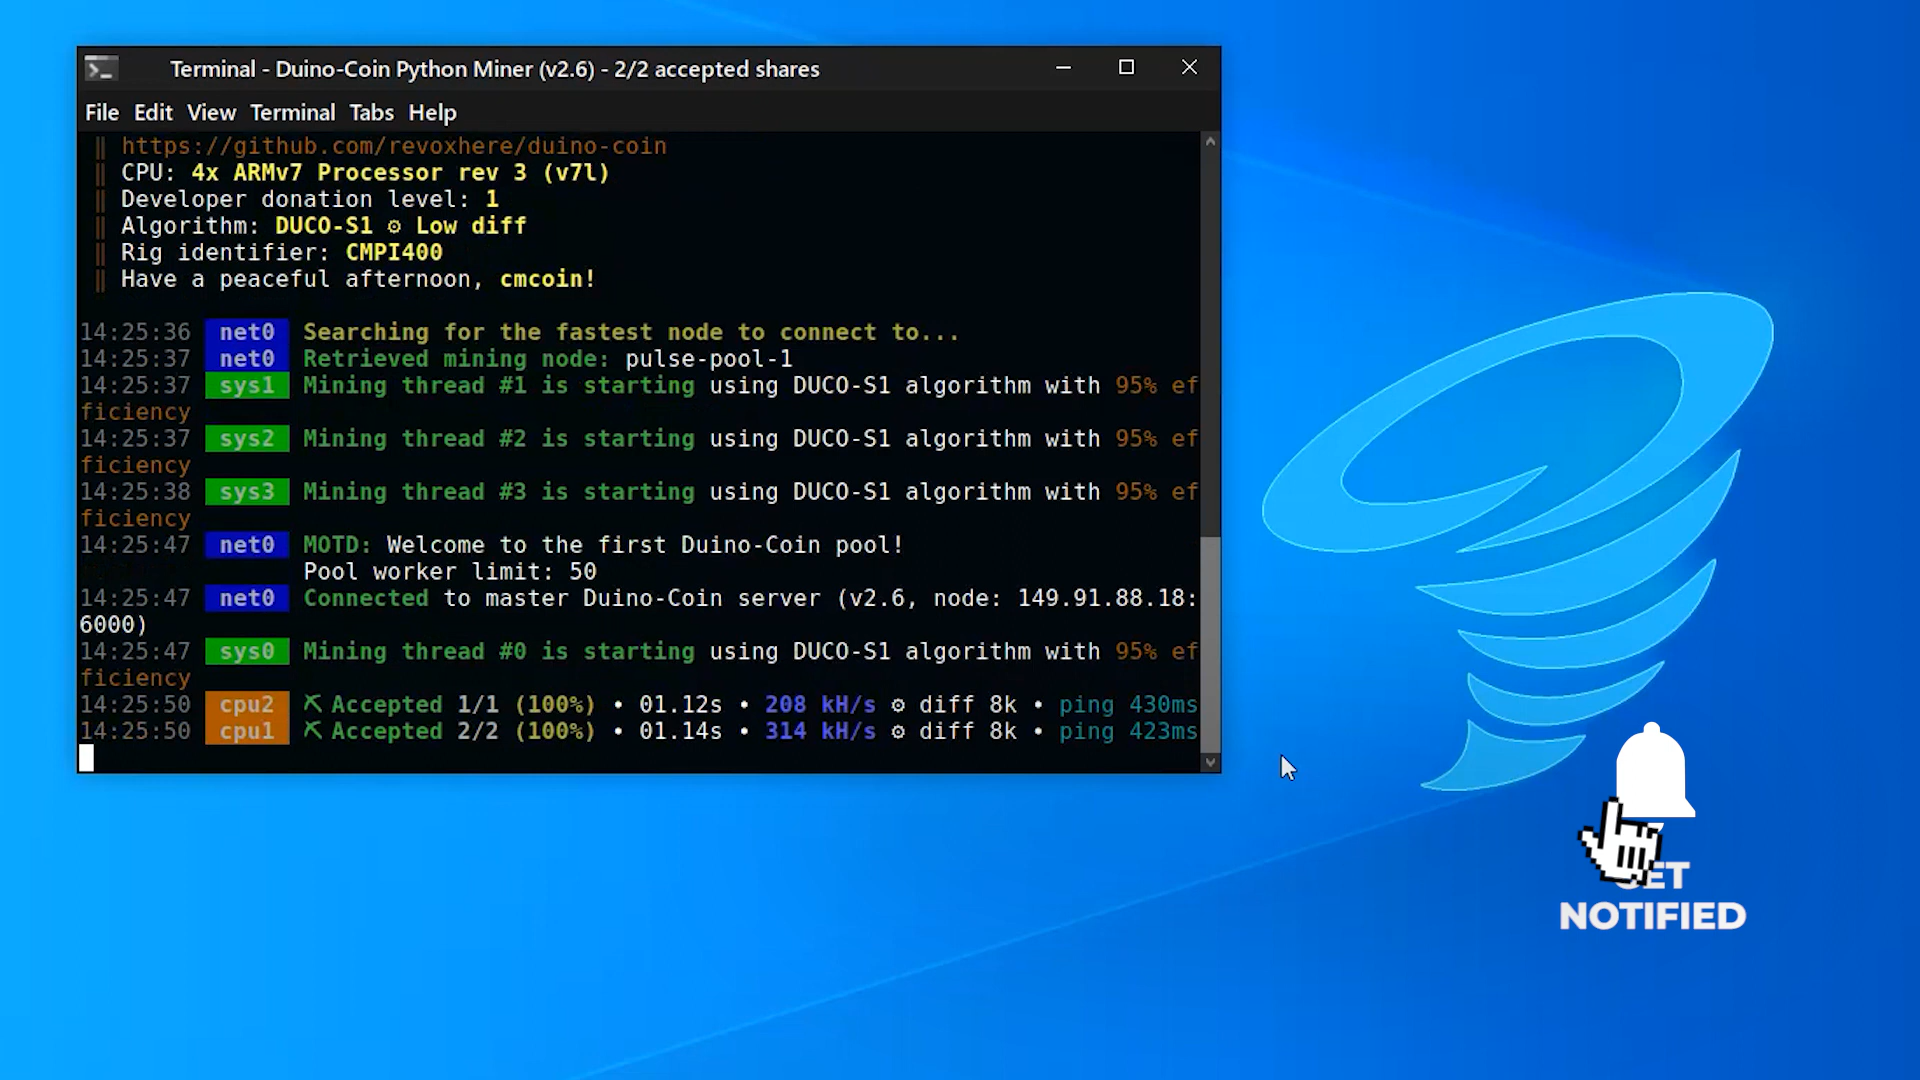 Terminal - Duino-Coin Python Miner (v2.6) - 2/2 accepted shares
File Edit View Terminal Tabs Help
‖ https://github.com/revoxhere/duino-coin
‖ CPU: 4x ARMv7 Processor rev 3 (v7l)
‖ Developer donation level: 1
‖ Algorithm: DUCO-S1 ⚙ Low diff
‖ Rig identifier: CMPI400
‖ Have a peaceful afternoon, cmcoin!
14:25:36 net0 Searching for the fastest node to connect to...
14:25:37 net0 Retrieved mining node: pulse-pool-1
14:25:37 sys1 Mining thread #1 is starting using DUCO-S1 algorithm with 95% ef
ficiency
14:25:37 sys2 Mining thread #2 is starting using DUCO-S1 algorithm with 95% ef
ficiency
14:25:38 sys3 Mining thread #3 is starting using DUCO-S1 algorithm with 95% ef
ficiency
14:25:47 net0 MOTD: Welcome to the first Duino-Coin pool!
Pool worker limit: 50
14:25:47 net0 Connected to master Duino-Coin server (v2.6, node: 149.91.88.18:
6000)
14:25:47 sys0 Mining thread #0 is starting using DUCO-S1 algorithm with 95% ef
ficiency
14:25:50 cpu2 ⛏ Accepted 1/1 (100%) • 01.12s • 208 kH/s ⚙ diff 8k • ping 430ms
14:25:50 cpu1 ⛏ Accepted 2/2 (100%) • 01.14s • 314 kH/s ⚙ diff 8k • ping 423ms
GET
NOTIFIED